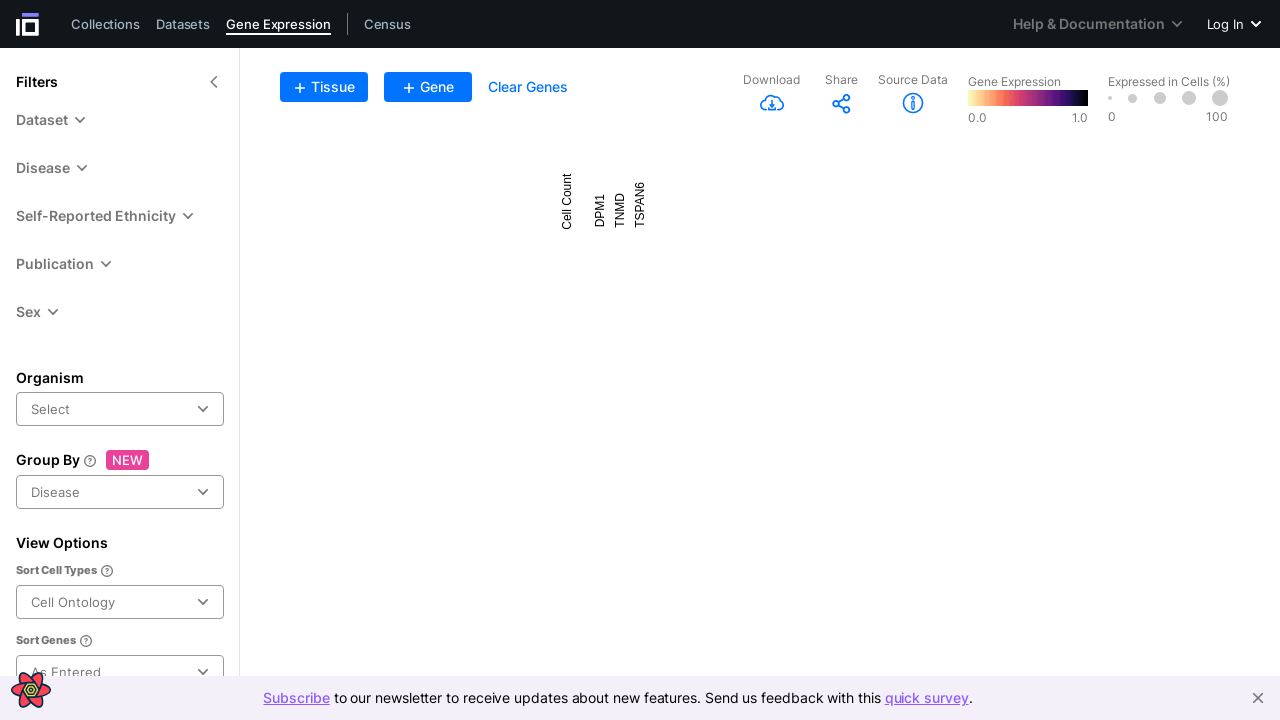 Collections Datasets Gene Expression Census Help & Documentation Log In
Filters
Dataset
Disease
Self-Reported Ethnicity
Publication
Sex
Organism
Select
Group By NEW
Disease
View Options
Sort Cell Types
Cell Ontology
Sort Genes
As Entered
+ Tissue + Gene Clear Genes
Download Share Source Data
Gene Expression
0.0 1.0
Expressed in Cells (%)
0 100
Cell Count
DPM1
TNMD
TSPAN6
Subscribe to our newsletter to receive updates about new features. Send us feedback with this quick survey.